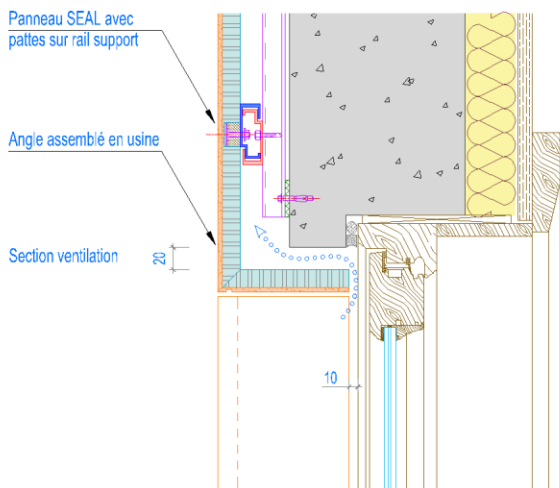 Panneau SEAL avec
pattes sur rail support
Angle assemblé en usine
Section ventilation
20
10